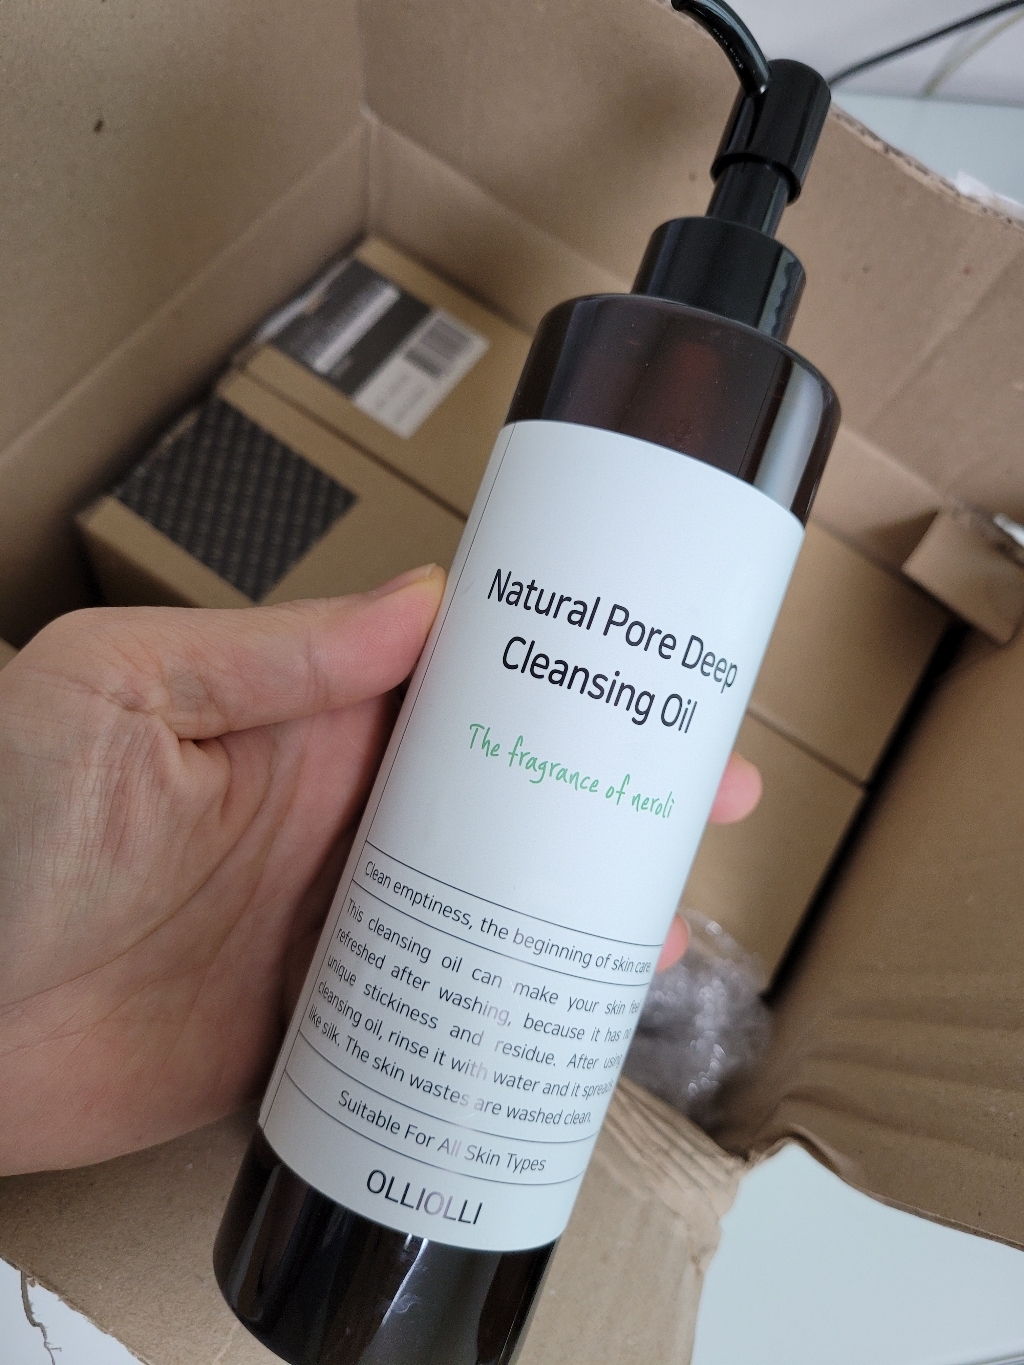 Natural Pore Deep
Cleansing Oil
The fragrance of neroli
Clean emptiness, the beginning of skin care
This cleansing oil can make your skin feel
refreshed after washing, because it has no
unique stickiness and residue. After using
cleansing oil, rinse it with water and it spreads
like silk. The skin wastes are washed clean.
Suitable For All Skin Types
OLLIOLLI